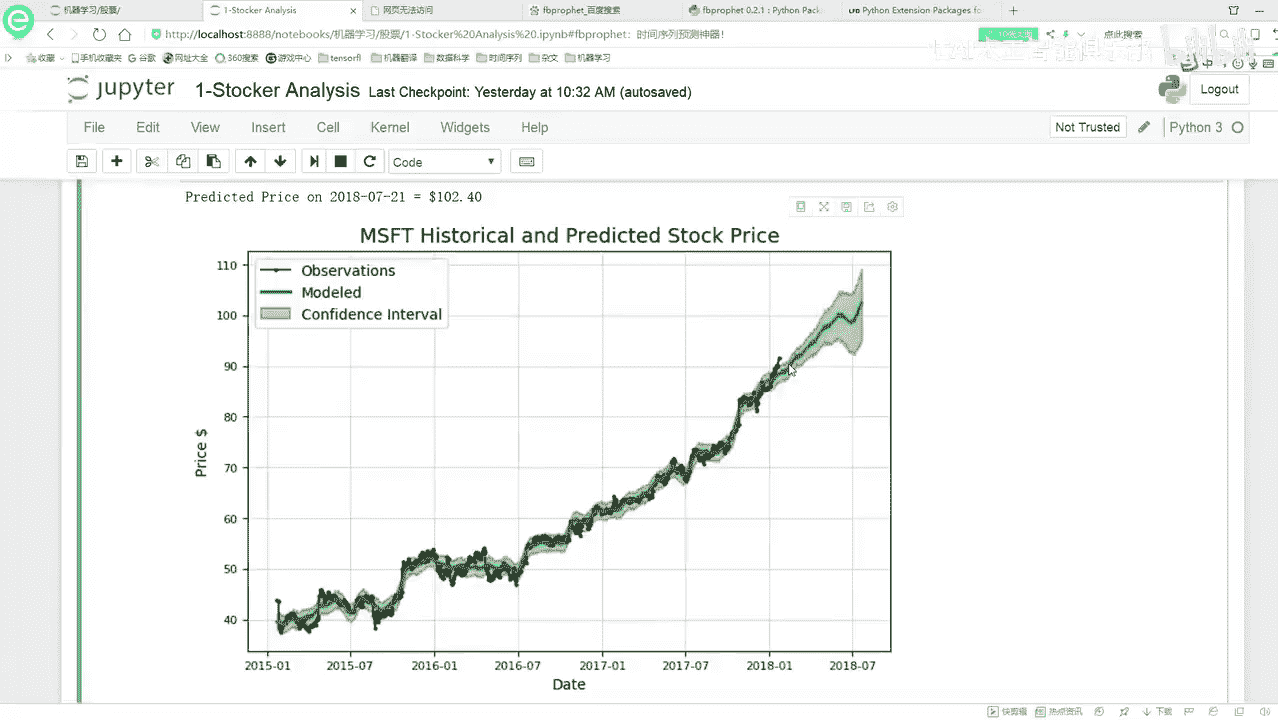 机器学习/股票/
1-Stocker Analysis
网页无法访问
fbprophet_百度搜索
fbprophet 0.2.1 : Python Pack
Python Extension Packages fo
http://localhost:8888/notebooks/机器学习/股票/1-Stocker%20Analysis%20.ipynb#fbprophet：时间序列预测神器！
点此搜索
收藏
手机收藏夹
谷歌
网址大全
360搜索
游戏中心
tensorfl
机器翻译
数据科学
时间序列
杂文
机器学习
jupyter
1-Stocker Analysis
Last Checkpoint: Yesterday at 10:32 AM (autosaved)
Logout
File
Edit
View
Insert
Cell
Kernel
Widgets
Help
Not Trusted
Python 3
Code
Predicted Price on 2018-07-21 = $102.40
MSFT Historical and Predicted Stock Price
Observations
Modeled
Confidence Interval
110
100
90
80
70
60
50
40
Price $
2015-01
2015-07
2016-01
2016-07
2017-01
2017-07
2018-01
2018-07
Date
快剪辑
热点资讯
下载